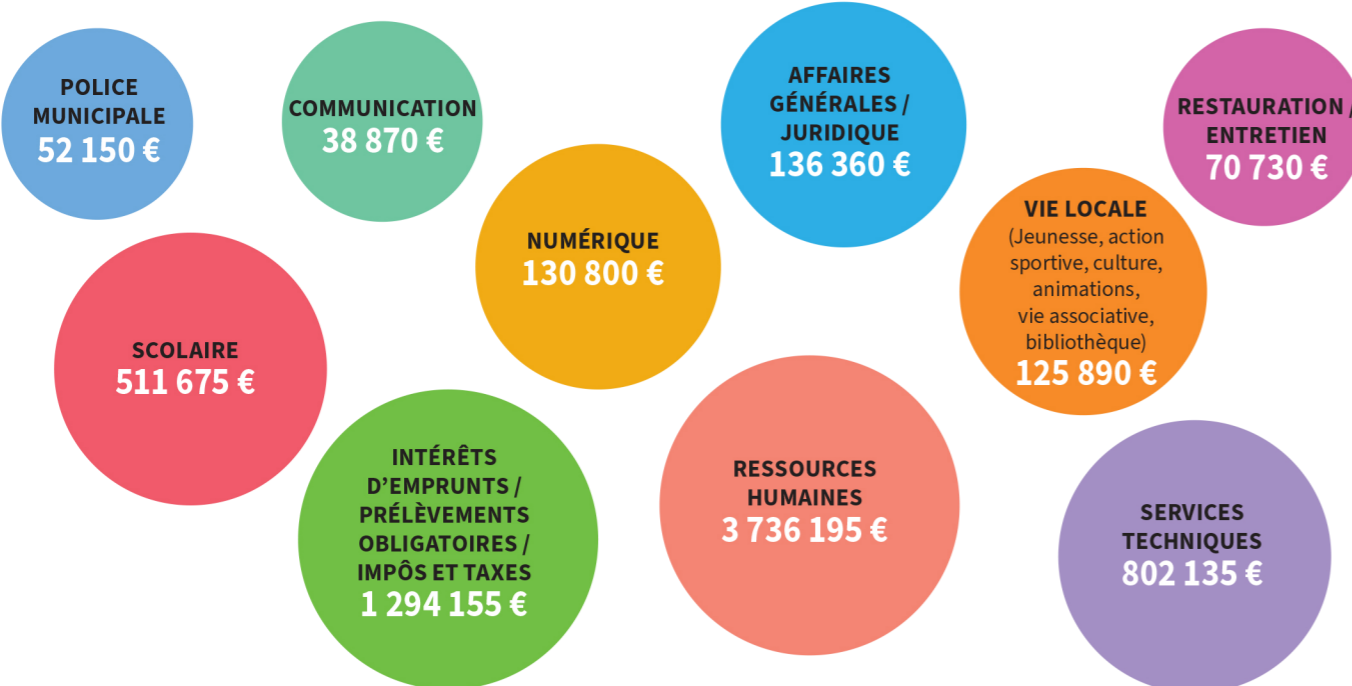 POLICE
MUNICIPALE
52 150 €
COMMUNICATION
38 870 €
AFFAIRES
GÉNÉRALES /
JURIDIQUE
136 360 €
RESTAURATION /
ENTRETIEN
70 730 €
NUMÉRIQUE
130 800 €
VIE LOCALE
(Jeunesse, action
sportive, culture,
animations,
vie associative,
bibliothèque)
125 890 €
SCOLAIRE
511 675 €
INTÉRÊTS
D’EMPRUNTS /
PRÉLÈVEMENTS
OBLIGATOIRES /
IMPÔS ET TAXES
1 294 155 €
RESSOURCES
HUMAINES
3 736 195 €
SERVICES
TECHNIQUES
802 135 €